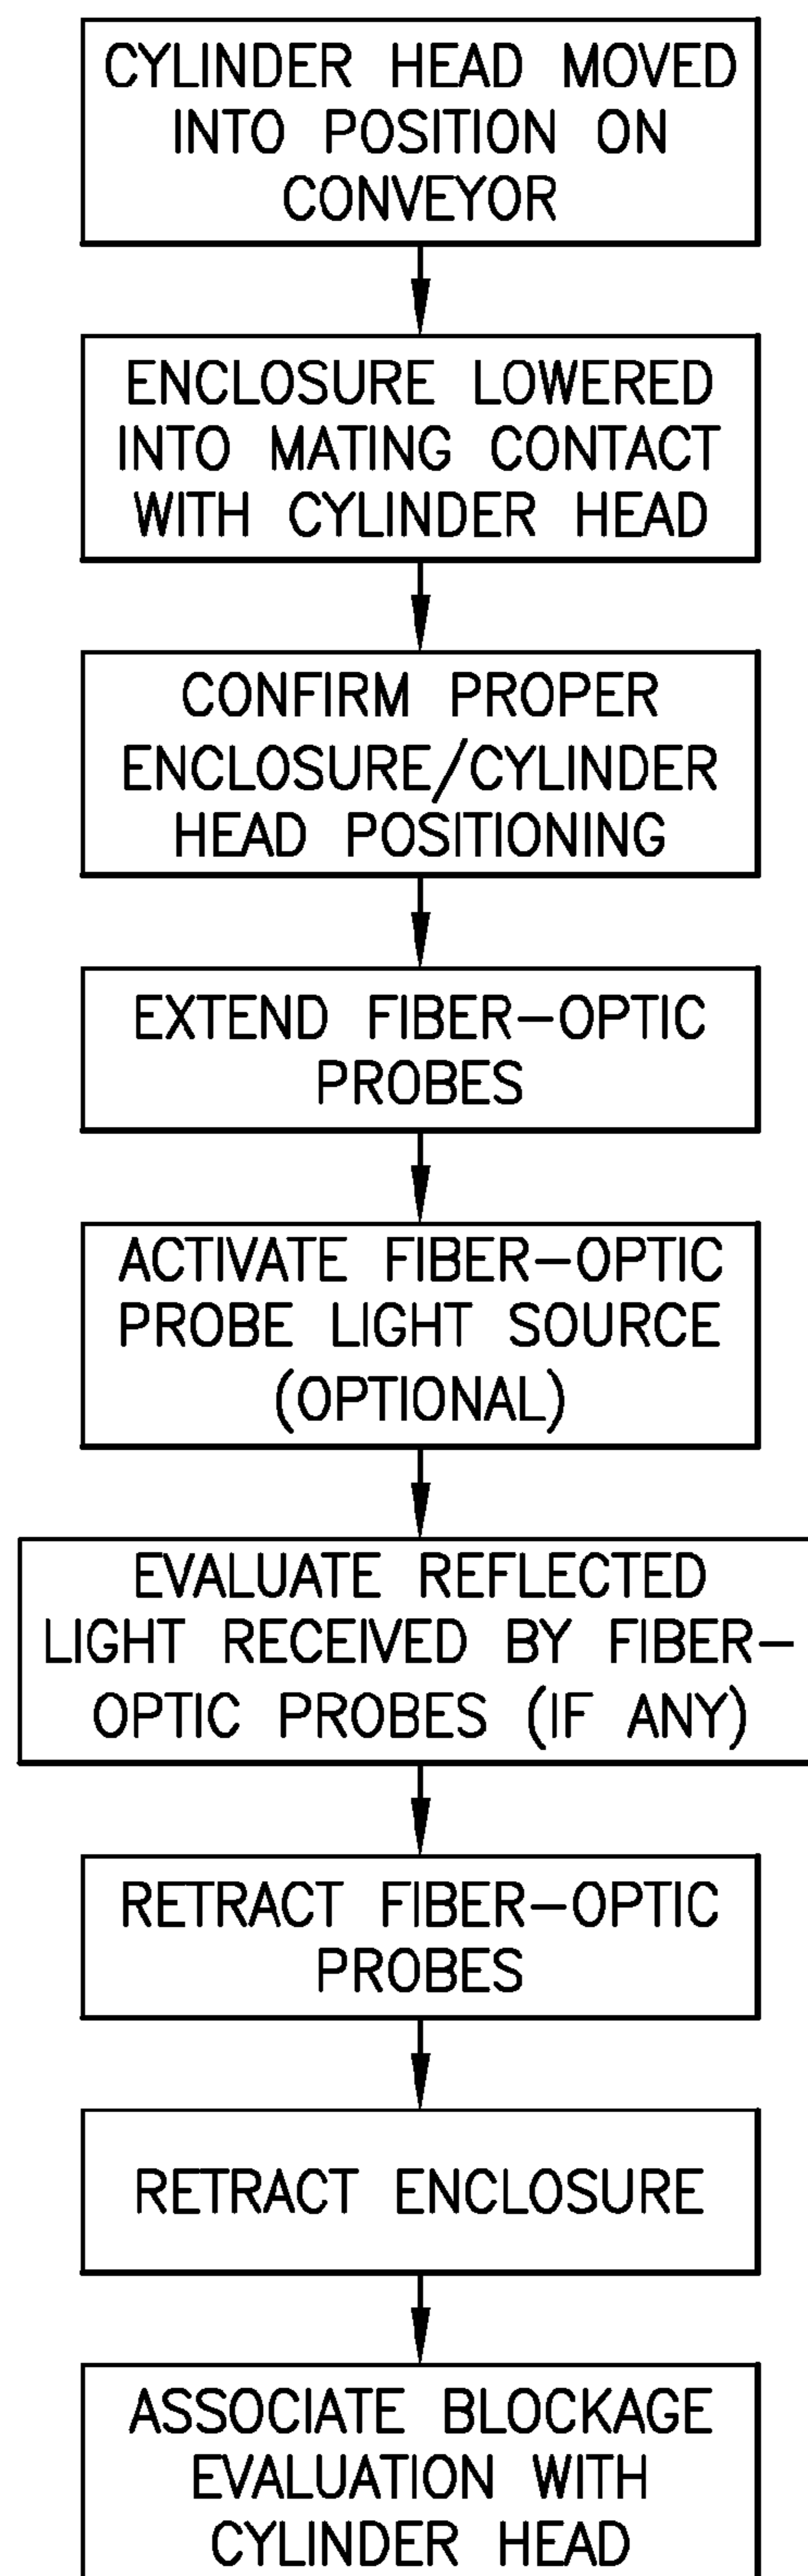 CYLINDER HEAD MOVED
INTO POSITION ON
CONVEYOR
ENCLOSURE LOWERED
INTO MATING CONTACT
WITH CYLINDER HEAD
CONFIRM PROPER
ENCLOSURE/CYLINDER
HEAD POSITIONING
EXTEND FIBER-OPTIC
PROBES
ACTIVATE FIBER-OPTIC
PROBE LIGHT SOURCE
(OPTIONAL)
EVALUATE REFLECTED
LIGHT RECEIVED BY FIBER-
OPTIC PROBES (IF ANY)
RETRACT FIBER-OPTIC
PROBES
RETRACT ENCLOSURE
ASSOCIATE BLOCKAGE
EVALUATION WITH
CYLINDER HEAD